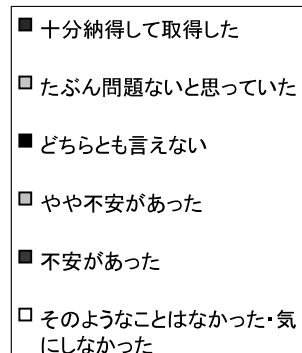 十分納得して取得した
たぶん問題ないと思っていた
どちらとも言えない
やや不安があった
不安があった
そのようなことはなかった・気
にしなかった